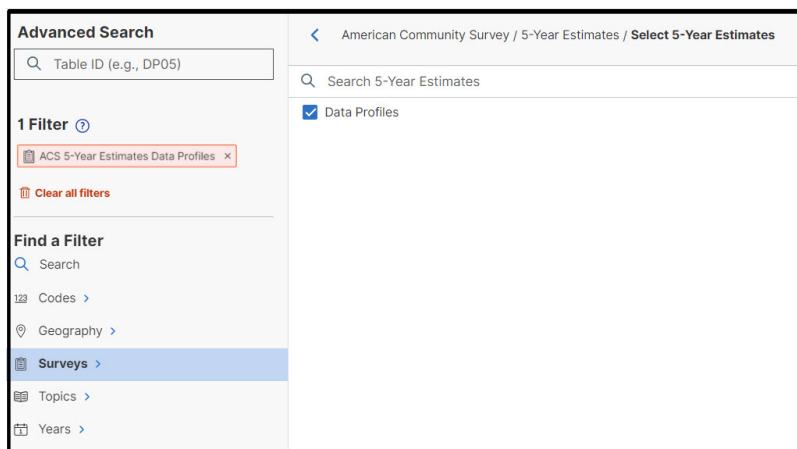 Advanced Search
Table ID (e.g., DP05)
1 Filter ?
ACS 5-Year Estimates Data Profiles ×
Clear all filters
Find a Filter
Search
123 Codes >
Geography >
Surveys >
Topics >
1 Years >
< American Community Survey / 5-Year Estimates / Select 5-Year Estimates
Search 5-Year Estimates
Data Profiles